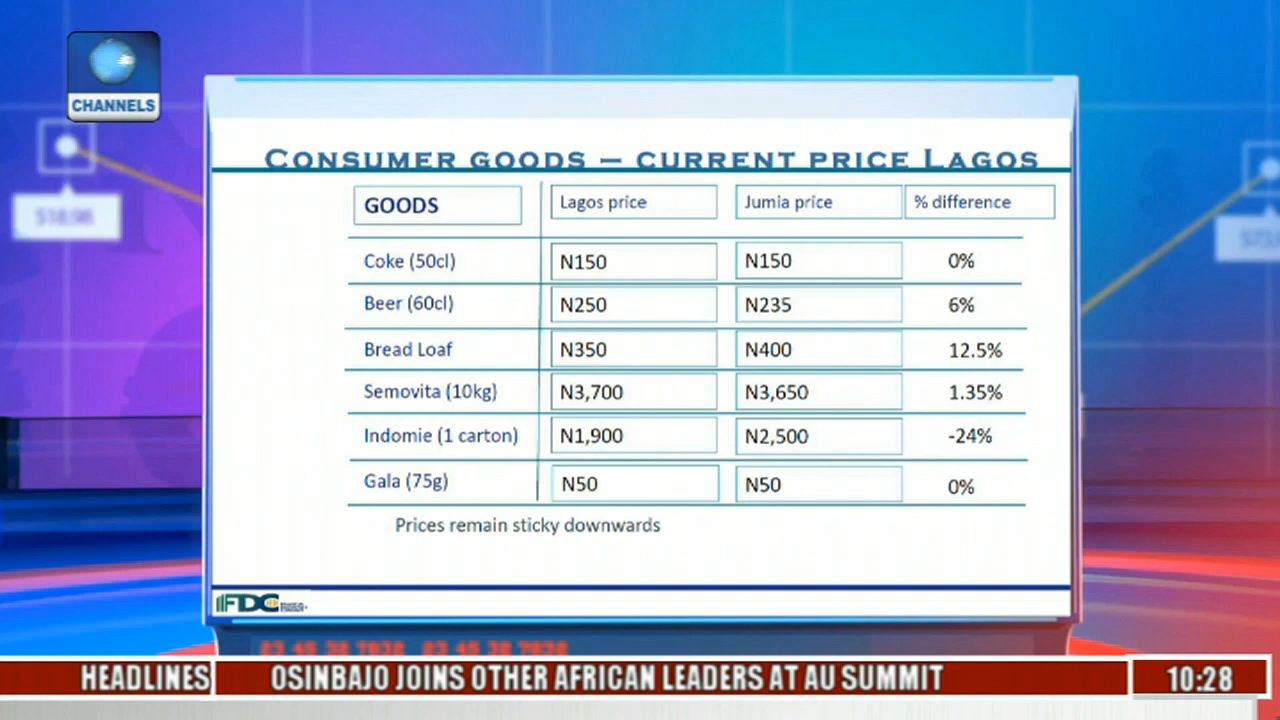 CHANNELS
CONSUMER GOODS – CURRENT PRICE LAGOS
GOODS Lagos price Jumia price % difference
Coke (50cl) N150 N150 0%
Beer (60cl) N250 N235 6%
Bread Loaf N350 N400 12.5%
Semovita (10kg) N3,700 N3,650 1.35%
Indomie (1 carton) N1,900 N2,500 -24%
Gala (75g) N50 N50 0%
Prices remain sticky downwards
FDC
HEADLINES OSINBAJO JOINS OTHER AFRICAN LEADERS AT AU SUMMIT 10:28